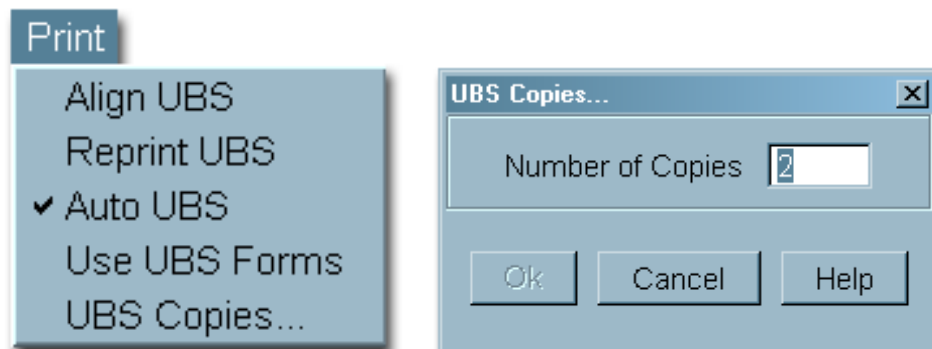 Print
Align UBS
Reprint UBS
Auto UBS
Use UBS Forms
UBS Copies...
UBS Copies...
Number of Copies 2
Ok Cancel Help